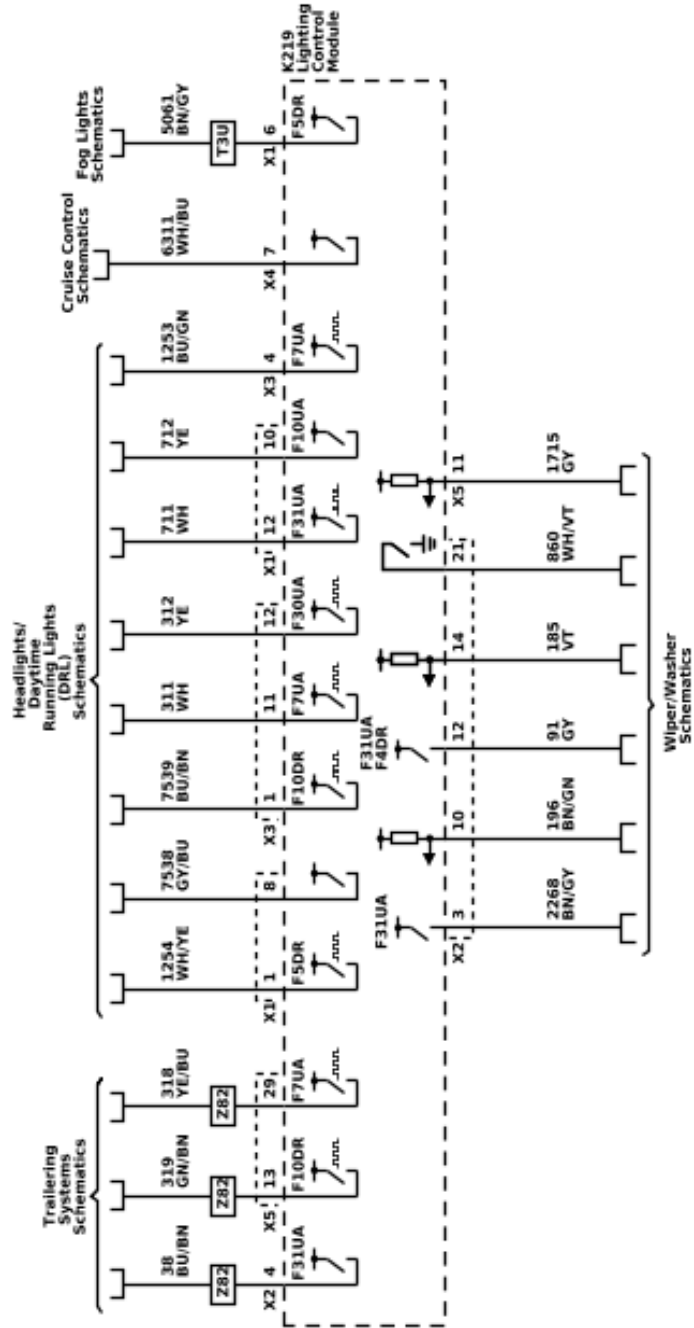 Trailering
Systems
Schematics
Headlights/
Daytime
Running Lights
(DRL)
Schematics
Cruise Control
Schematics
Fog Lights
Schematics
38
BU/BN
319
GN/BN
318
YE/BU
1254
WH/YE
7538
GY/BU
7539
BU/BN
311
WH
312
YE
711
WH
712
YE
1253
BU/GN
6311
WH/BU
5061
BN/GY
Z82
Z82
Z82
T3U
X2 4
X5 13
29
X1 1
8
X3 1
11
12
X1 12
10
X3 4
X4 7
X1 6
K219
Lighting
Control
Module
F31UA
F10DR
F7UA
F5DR
F10DR
F7UA
F30UA
F31UA
F10UA
F7UA
F5DR
F31UA
F31UA
F4DR
X2 3
10
12
14
21
X5 11
2268
BN/GY
196
BN/GN
91
GY
185
VT
860
WH/VT
1715
GY
Wiper/Washer
Schematics